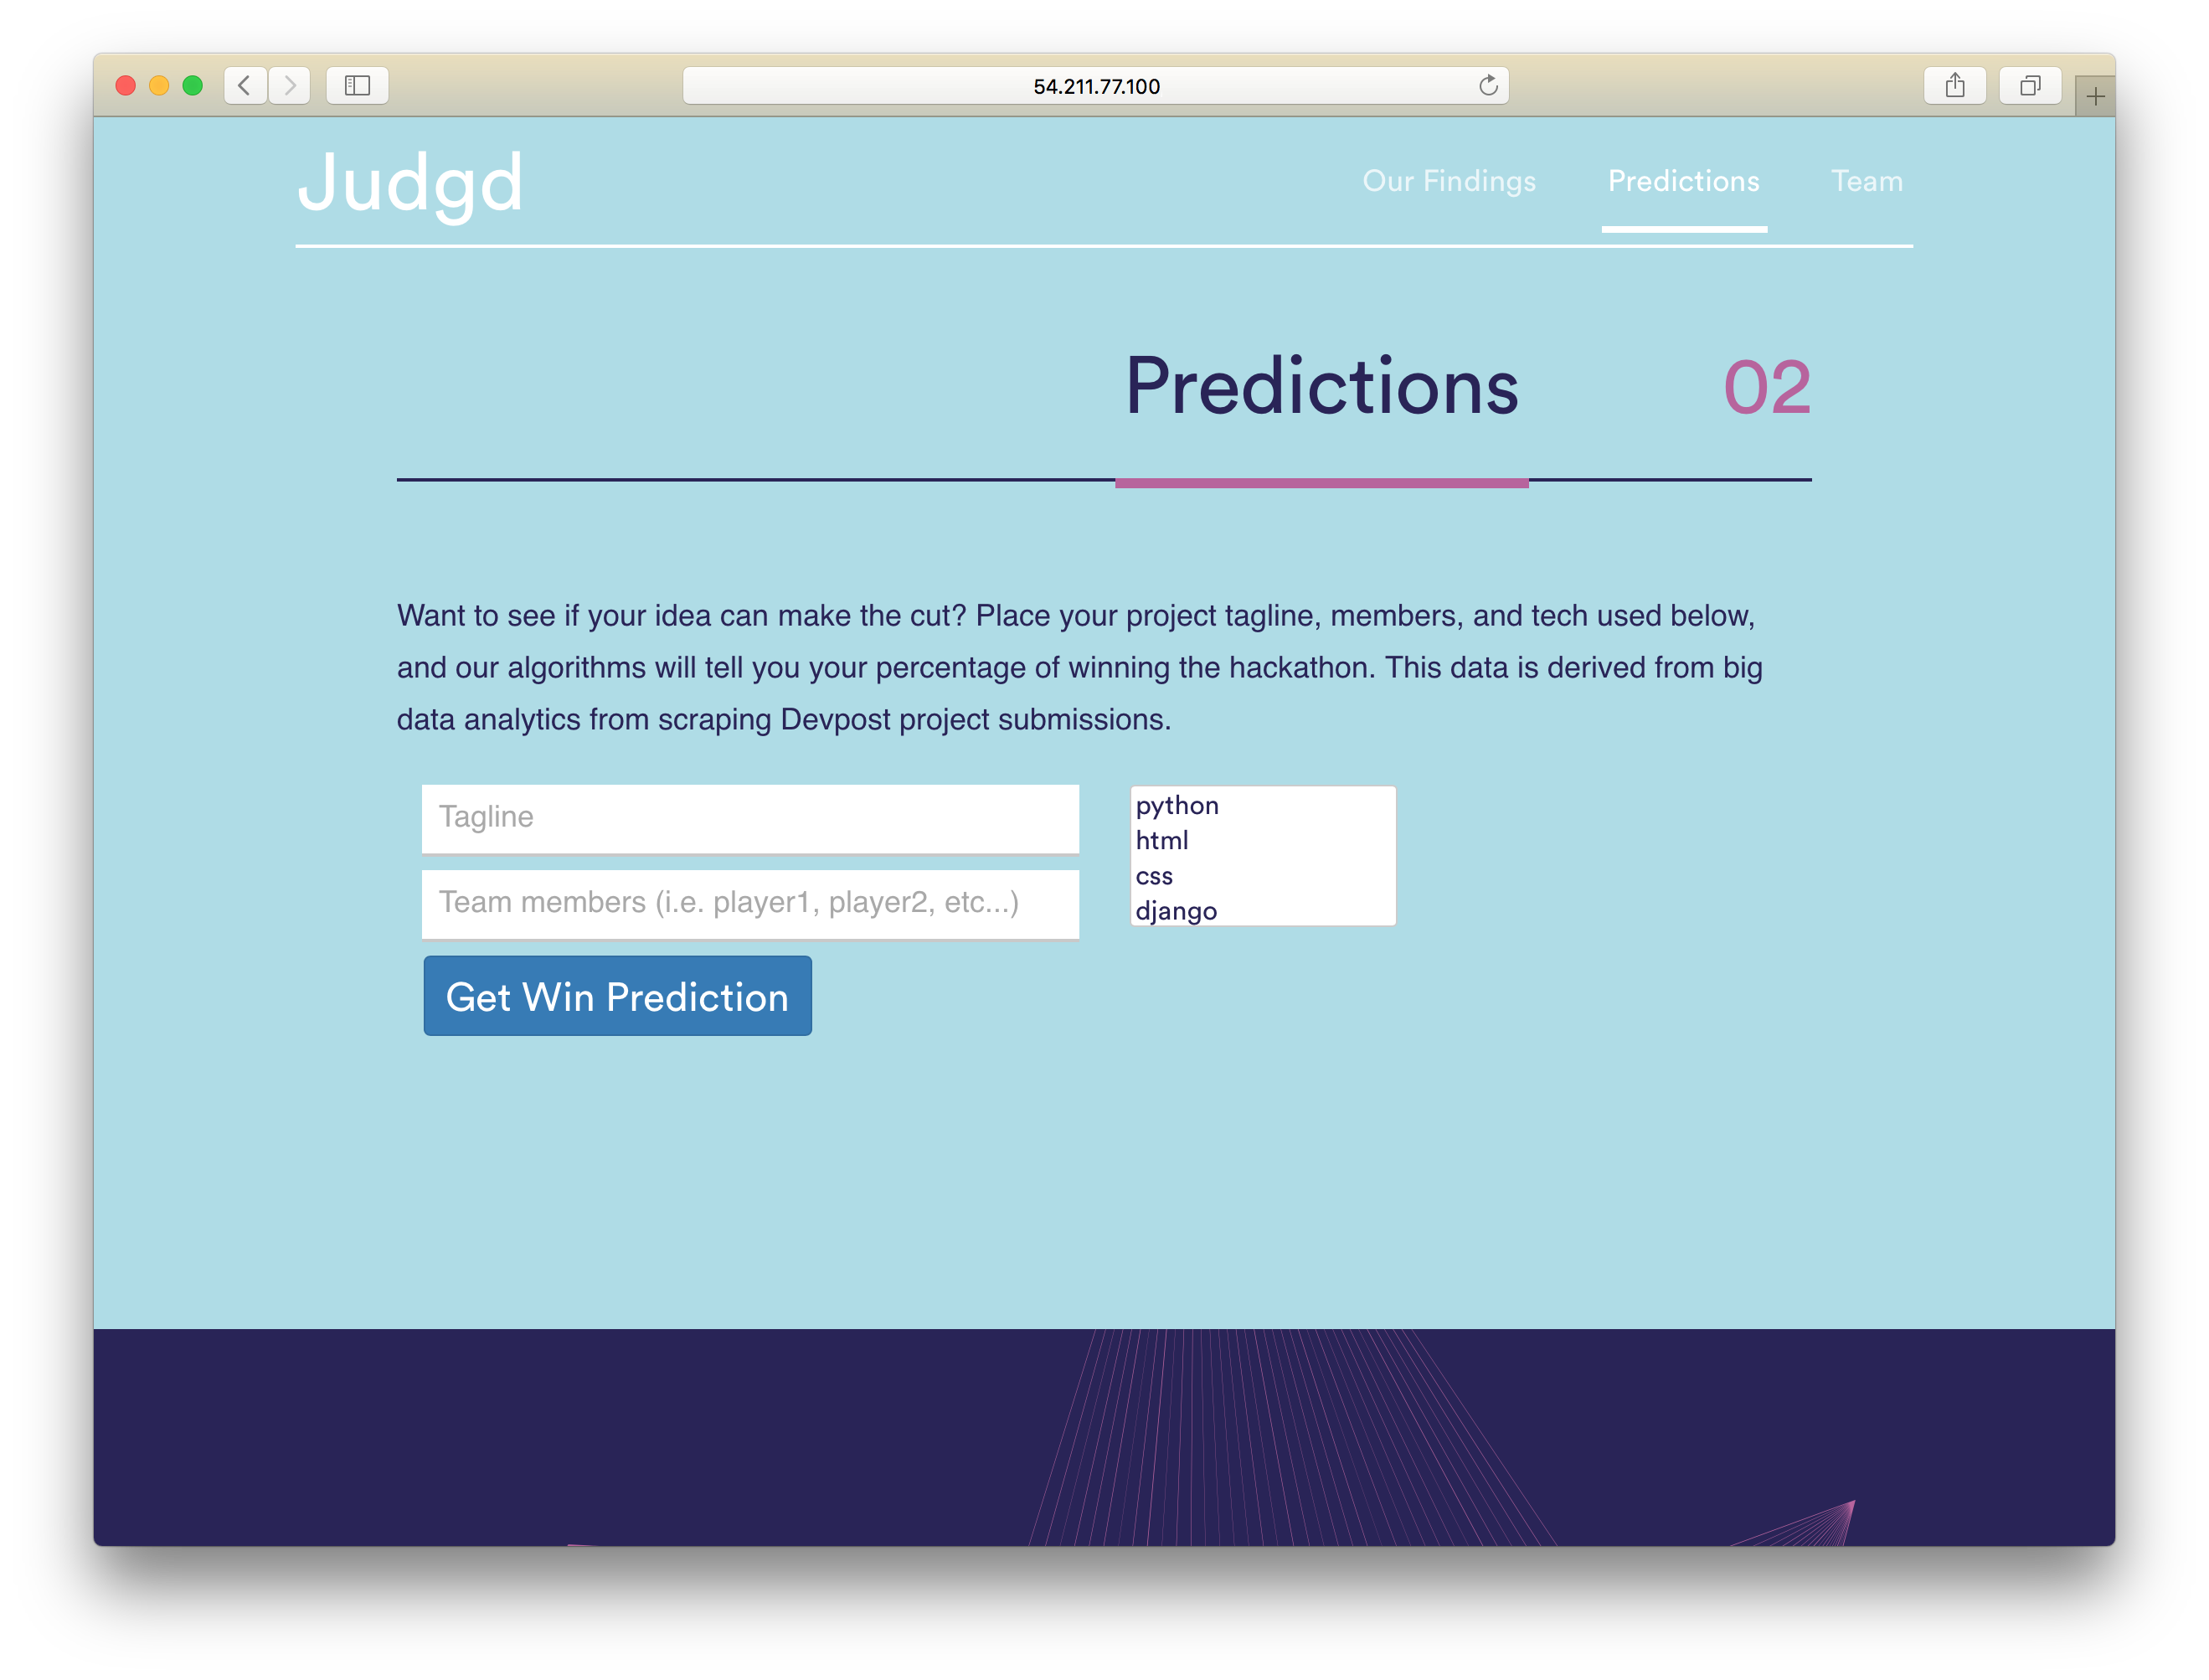 54.211.77.100
Judgd
Our Findings
Predictions
Team
Predictions
02
Want to see if your idea can make the cut? Place your project tagline, members, and tech used below,
and our algorithms will tell you your percentage of winning the hackathon. This data is derived from big
data analytics from scraping Devpost project submissions.
Tagline
Team members (i.e. player1, player2, etc...)
python
html
css
django
Get Win Prediction